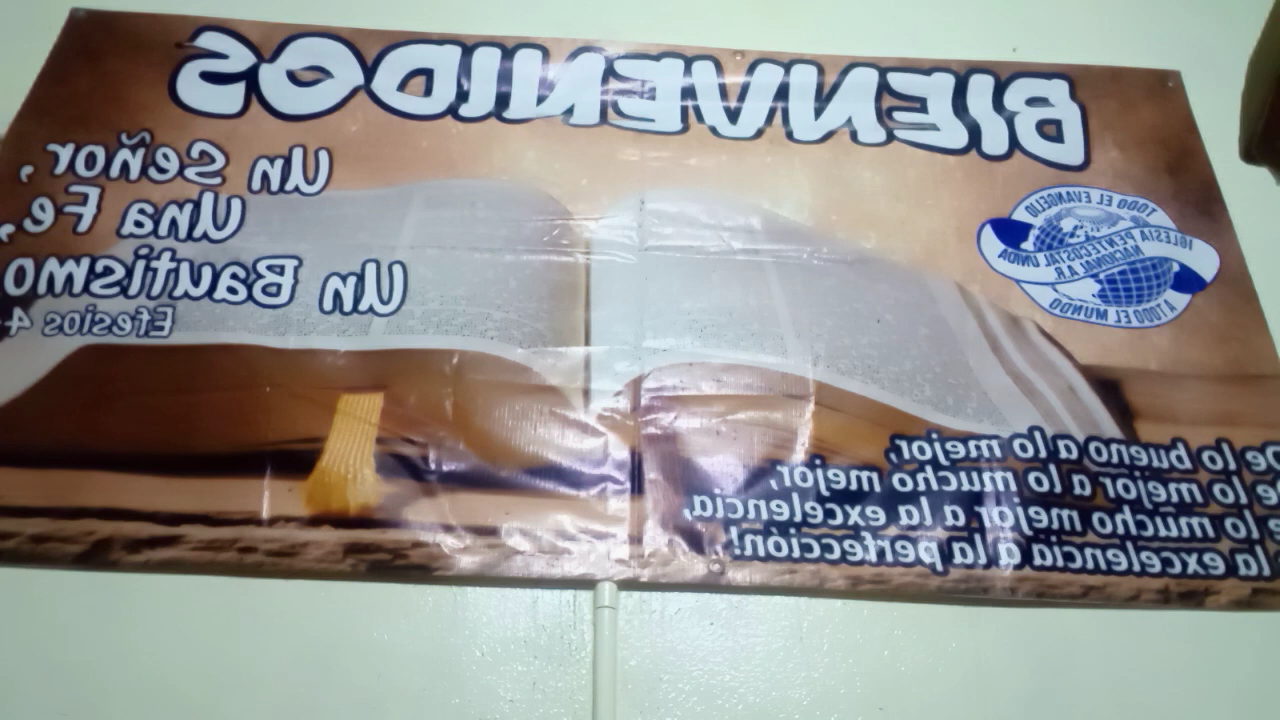 BIENVENIDOS
Un Señor,
Una Fe,
Un Bautismo
Efesios 4
TODO EL EVANGELIO
IGLESIA PENTECOSTAL UNIDA
NACIONAL A.R.
A TODO EL MUNDO
De lo bueno a lo mejor,
de lo mejor a lo mucho mejor,
de lo mucho mejor a la excelencia,
la excelencia a la perfección!